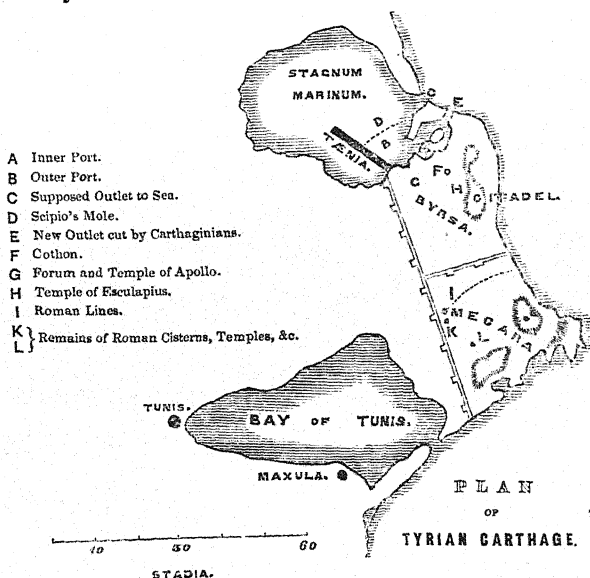 STAGNUM
MARINUM.
C
E
D
B
TÆNIA.
A Inner Port.
B Outer Port.
C Supposed Outlet to Sea.
D Scipio's Mole.
E New Outlet cut by Carthaginians.
F Cothon.
G Forum and Temple of Apollo.
H Temple of Esculapius.
I Roman Lines.
K
L } Remains of Roman Cisterns, Temples, &c.
F
G
H
CITADEL.
BYRSA.
I
MEGARA
K
L
TUNIS.
BAY OF TUNIS.
MAXULA.
PLAN
OF
TYRIAN CARTHAGE.
60
STADIA.